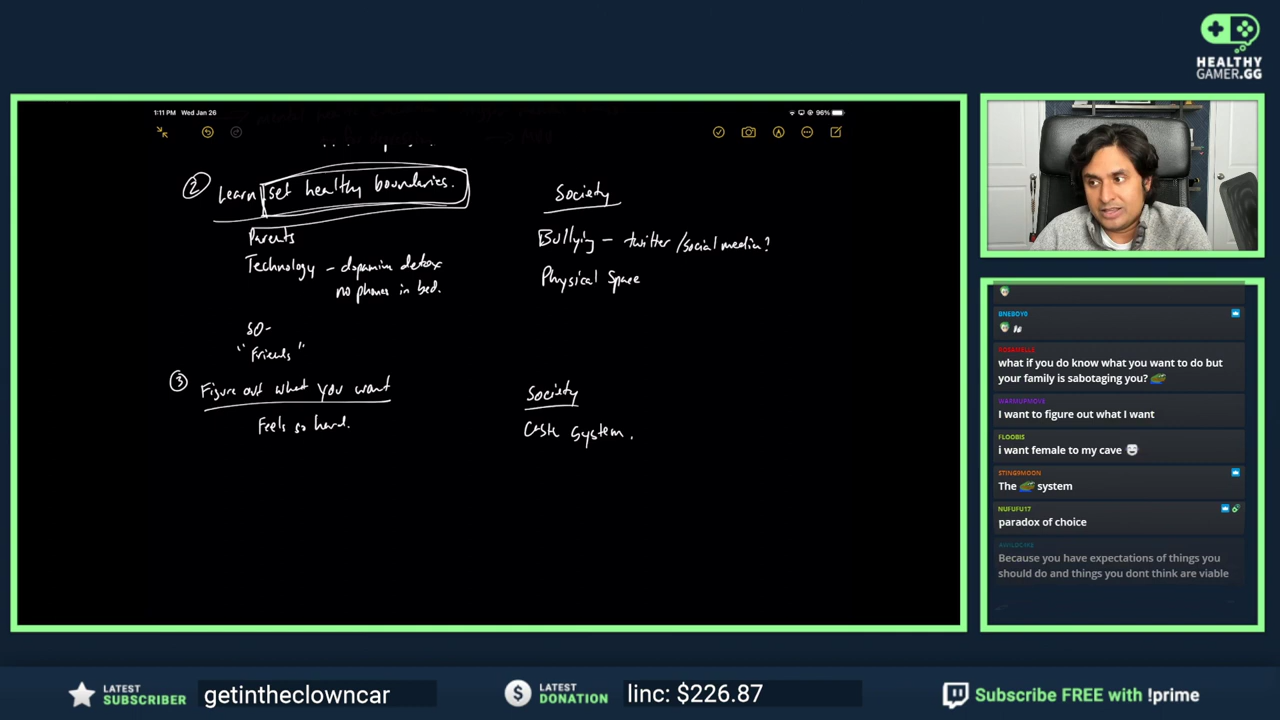 HEALTHY
GAMER.GG
1:11 PM Wed Jan 26
96%
② Learn set healthy boundaries.
Society
Parents
Bullying - twitter/social media?
Technology - dopamine detox
Physical Space
no phones in bed.
SO-
"Friends"
③ Figure out what you want
Society
Feels so hard.
Caste System.
BNEBOY0
what if you do know what you want to do but
your family is sabotaging you?
WARMUPMOVE
I want to figure out what I want
FLOOBIS
i want female to my cave
STING9MOON
The system
NUFUFU17
paradox of choice
Because you have expectations of things you
should do and things you dont think are viable
LATEST
SUBSCRIBER
getintheclowncar
LATEST
DONATION
linc: $226.87
Subscribe FREE with !prime